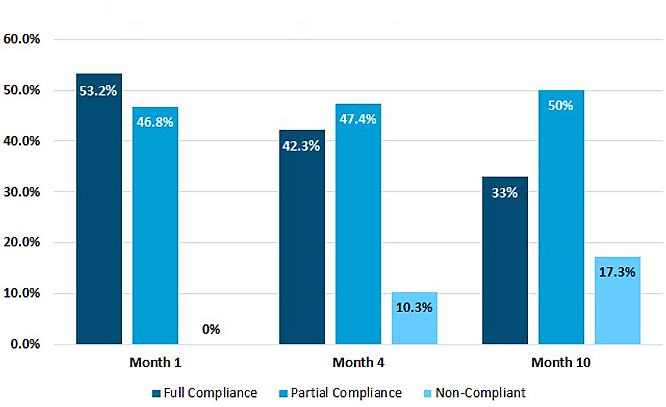 60.0%
50.0%
40.0%
30.0%
20.0%
10.0%
0.0%
53.2%
46.8%
0%
42.3%
47.4%
10.3%
33%
50%
17.3%
Month 1
Month 4
Month 10
Full Compliance
Partial Compliance
Non-Compliant